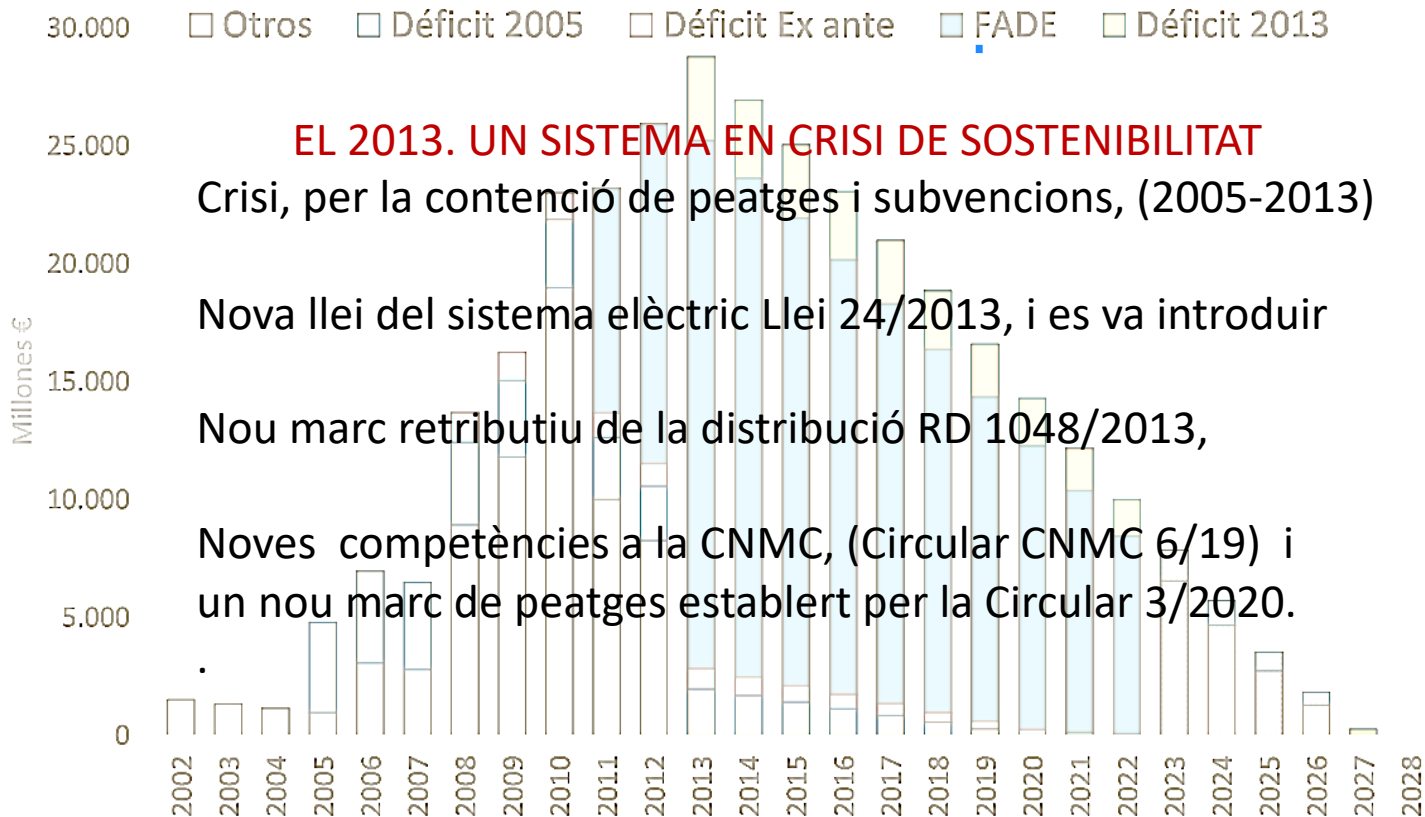 30.000 Otros Déficit 2005 Déficit Ex ante FADE Déficit 2013
EL 2013. UN SISTEMA EN CRISI DE SOSTENIBILITAT
25.000
Crisi, per la contenció de peatges i subvencions, (2005-2013)
20.000
Nova llei del sistema elèctric Llei 24/2013, i es va introduir
Millones €
15.000
Nou marc retributiu de la distribució RD 1048/2013,
10.000
Noves competències a la CNMC, (Circular CNMC 6/19) i
un nou marc de peatges establert per la Circular 3/2020.
5.000
.
0
2002 2003 2004 2005 2006 2007 2008 2009 2010 2011 2012 2013 2014 2015 2016 2017 2018 2019 2020 2021 2022 2023 2024 2025 2026 2027 2028